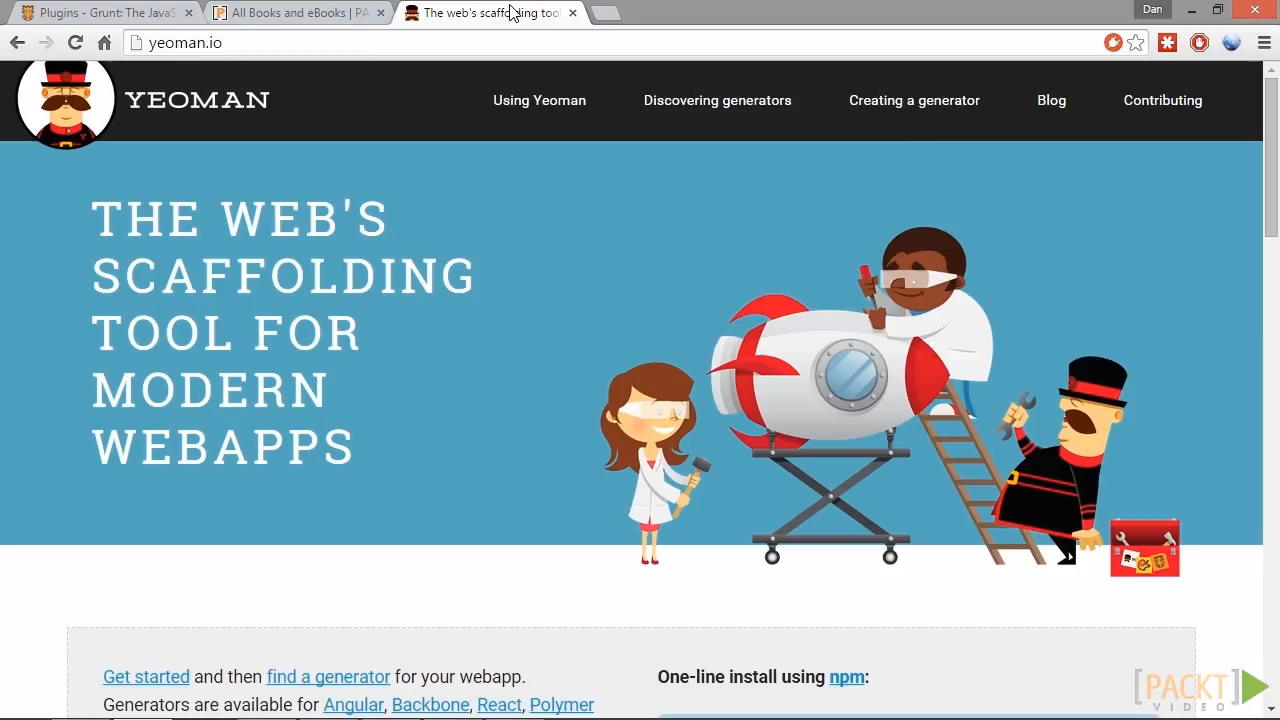 Plugins - Grunt: The JavaS
All Books and eBooks | PA
The web's scaffolding tool
Dan
yeoman.io
YEOMAN
Using Yeoman
Discovering generators
Creating a generator
Blog
Contributing
THE WEB'S
SCAFFOLDING
TOOL FOR
MODERN
WEBAPPS
Get started and then find a generator for your webapp.
Generators are available for Angular, Backbone, React, Polymer
One-line install using npm:
[PACKT]
VIDEO